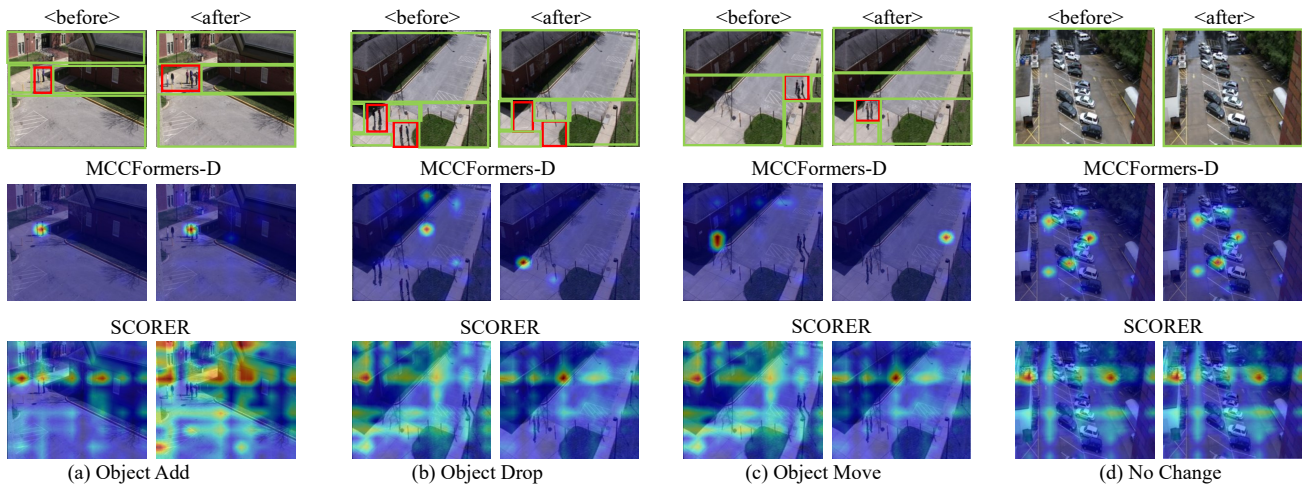 <before> <after> <before> <after> <before> <after> <before> <after>
MCCFormers-D MCCFormers-D MCCFormers-D MCCFormers-D
SCORER SCORER SCORER SCORER
(a) Object Add (b) Object Drop (c) Object Move (d) No Change